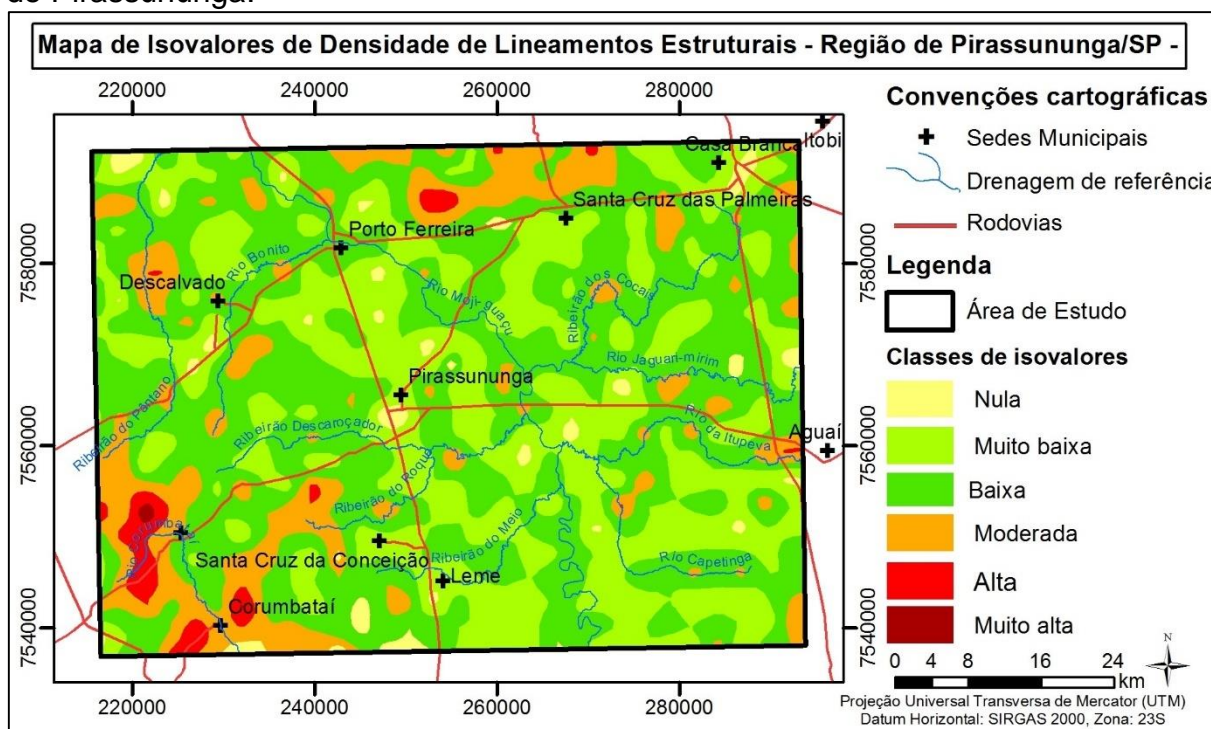 de Pirassununga.
Mapa de Isovalores de Densidade de Lineamentos Estruturais - Região de Pirassununga/SP -
220000 240000 260000 280000
7580000
7560000
7540000
7580000
7560000
7540000
220000 240000 260000 280000
Casa Branca
Itobi
Santa Cruz das Palmeiras
Porto Ferreira
Rio Bonito
Descalvado
Rio Moji-guaçu
Ribeirão dos Cocais
Rio Jaguari-mirim
Pirassununga
Ribeirão do Pântano
Ribeirão Descaroçador
Rio da Itupeva
Aguaí
Ribeirão do Roque
Santa Cruz da Conceição
Ribeirão do Meio
Leme
Rio Capetinga
Corumbataí
Convenções cartográficas
Sedes Municipais
Drenagem de referência
Rodovias
Legenda
Área de Estudo
Classes de isovalores
Nula
Muito baixa
Baixa
Moderada
Alta
Muito alta
N
0 4 8 16 24
km
Projeção Universal Transversa de Mercator (UTM)
Datum Horizontal: SIRGAS 2000, Zona: 23S